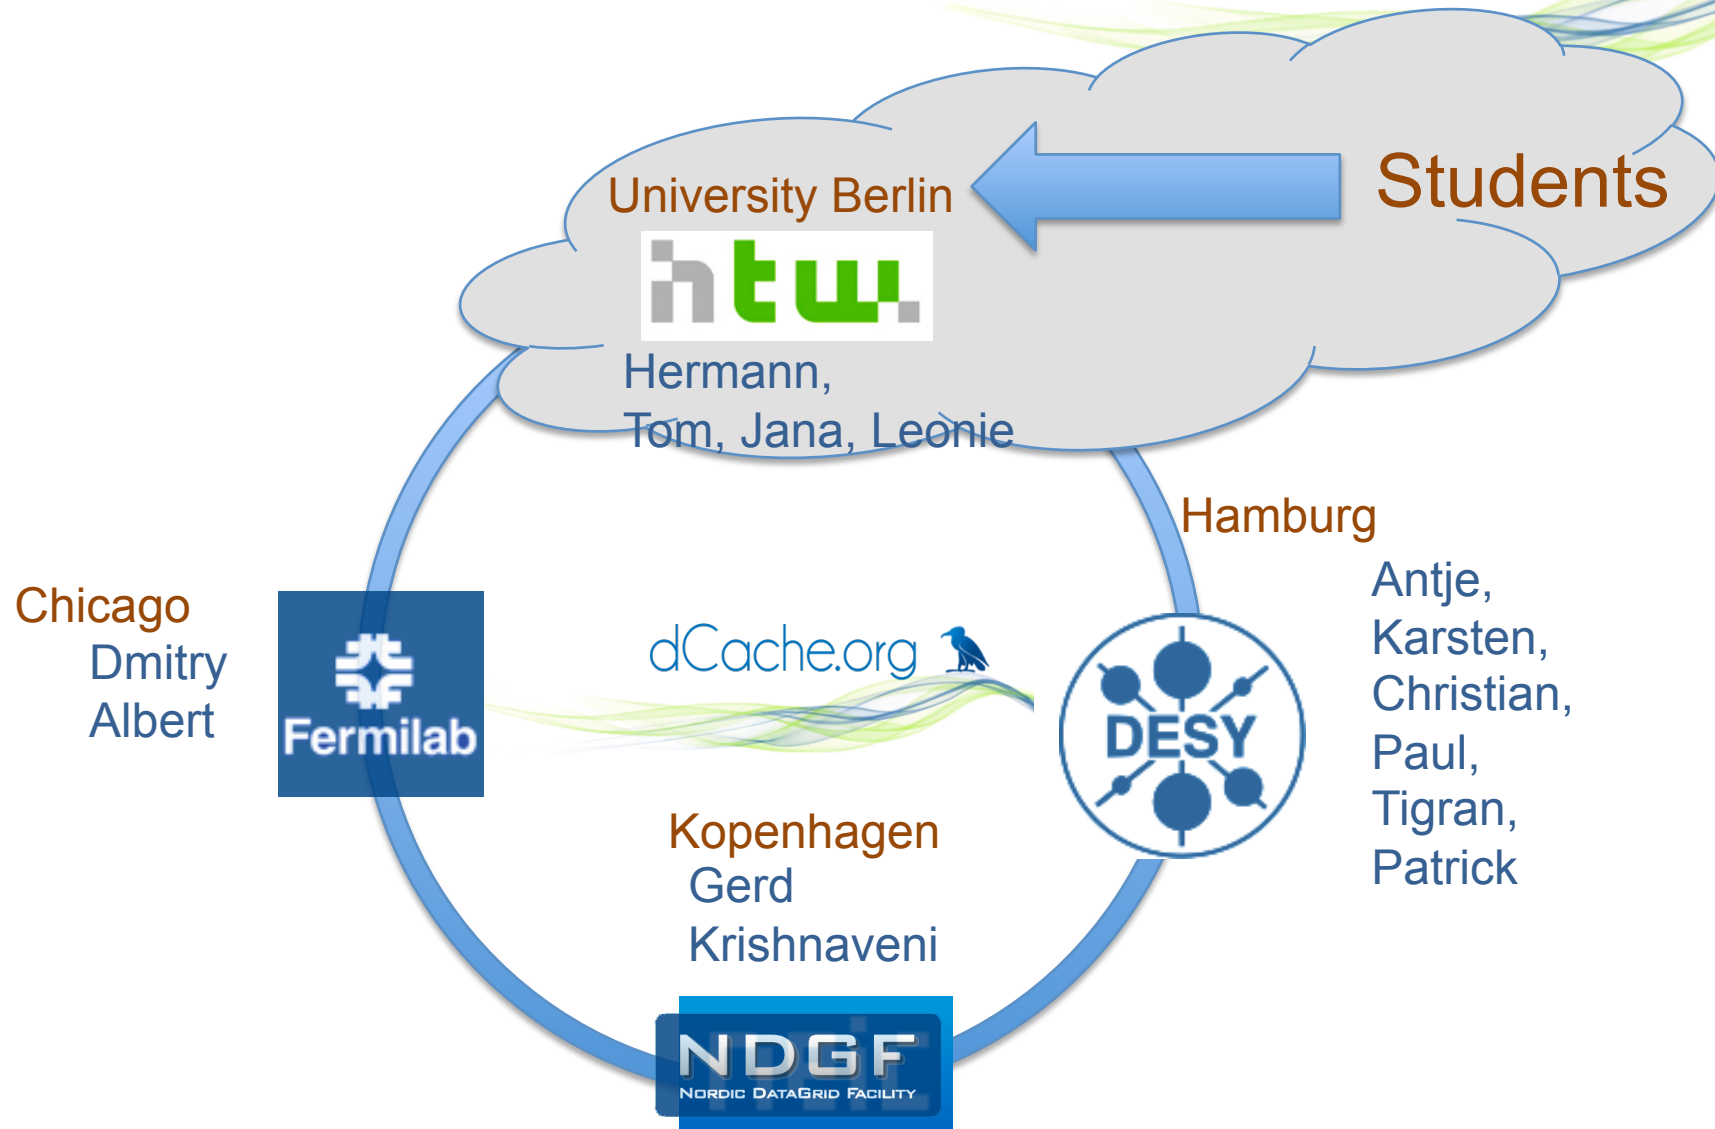 Students
University Berlin
htw.
Hermann,
Tom, Jana, Leonie
Hamburg
Antje,
Karsten,
Christian,
Paul,
Tigran,
Patrick
DESY
Chicago
Dmitry
Albert
Fermilab
dCache.org
Kopenhagen
Gerd
Krishnaveni
NDGF
NORDIC DATAGRID FACILITY